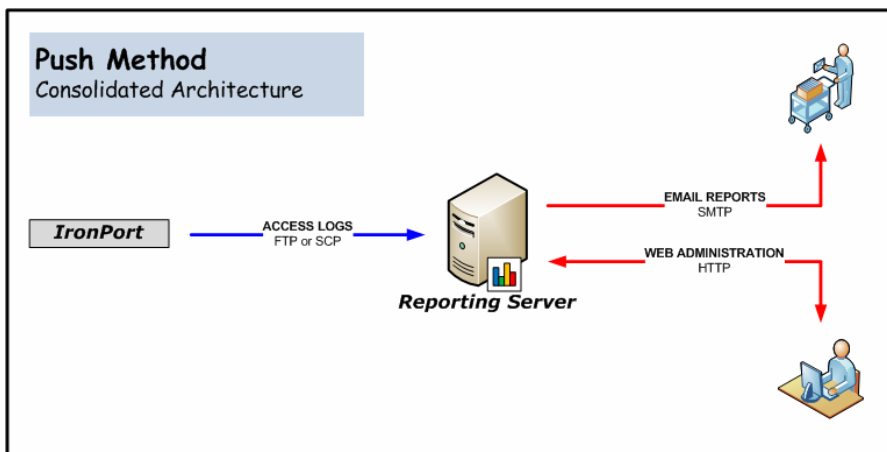 Push Method
Consolidated Architecture
IronPort
ACCESS LOGS
FTP or SCP
Reporting Server
EMAIL REPORTS
SMTP
WEB ADMINISTRATION
HTTP